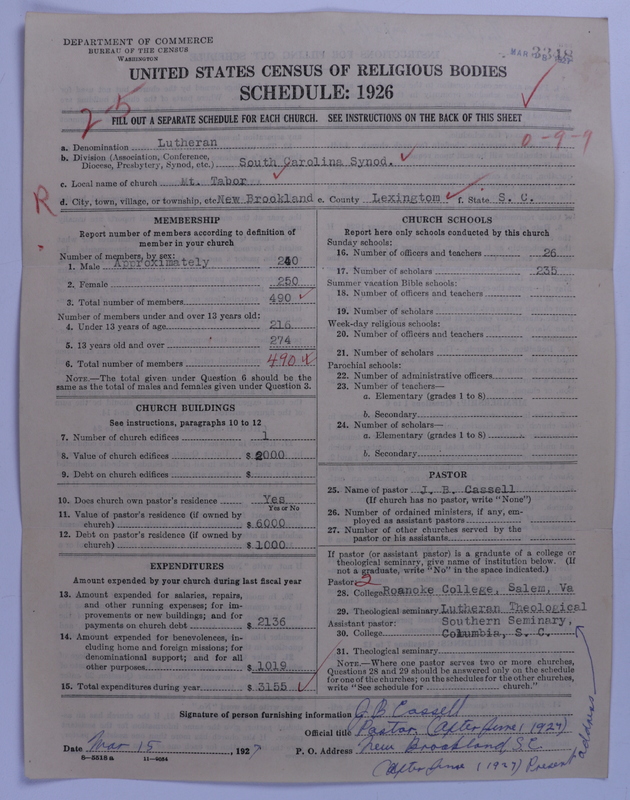 DEPARTMENT OF COMMERCE
BUREAU OF THE CENSUS
WASHINGTON
3348
UNITED STATES CENSUS OF RELIGIOUS BODIES
SCHEDULE: 1926
2-5
FILL OUT A SEPARATE SCHEDULE FOR EACH CHURCH. SEE INSTRUCTIONS ON THE BACK OF THIS SHEET
0-9-9
a. Denomination Lutheran
b. Division (Association, Conference, Diocese, Presbytery, Synod, etc.) South Carolina Synod.
c. Local name of church Mt. Tabor
R
d. City, town, village, or township, etc. New Brookland e. County Lexingtom f. State S. C.
MEMBERSHIP
Report number of members according to definition of
member in your church
Number of members, by sex:
1. Male Approximately 240
2. Female 250
3. Total number of members 490
Number of members under and over 13 years old:
4. Under 13 years of age 216
5. 13 years old and over 274
6. Total number of members 490
NOTE.—The total given under Question 6 should be the
same as the total of males and females given under Question 3.
CHURCH BUILDINGS
See instructions, paragraphs 10 to 12
7. Number of church edifices 1
8. Value of church edifices $ 2000
9. Debt on church edifices $
10. Does church own pastor's residence Yes
Yes or No
11. Value of pastor's residence (if owned by
church) $ 6000
12. Debt on pastor's residence (if owned by
church) $ 1000
EXPENDITURES
Amount expended by your church during last fiscal year
13. Amount expended for salaries, repairs,
and other running expenses; for im-
provements or new buildings; and for
payments on church debt $ 2136
14. Amount expended for benevolences, in-
cluding home and foreign missions; for
denominational support; and for all
other purposes $ 1019
15. Total expenditures during year $ 3155
CHURCH SCHOOLS
Report here only schools conducted by this church
Sunday schools:
16. Number of officers and teachers 26
17. Number of scholars 235
Summer vacation Bible schools:
18. Number of officers and teachers
19. Number of scholars
Week-day religious schools:
20. Number of officers and teachers
21. Number of scholars
Parochial schools:
22. Number of administrative officers
23. Number of teachers—
a. Elementary (grades 1 to 8)
b. Secondary
24. Number of scholars—
a. Elementary (grades 1 to 8)
b. Secondary
PASTOR
25. Name of pastor J. B. Cassell
(If church has no pastor, write "None")
26. Number of ordained ministers, if any, em-
ployed as assistant pastors
27. Number of other churches served by the
pastor or his assistants
If pastor (or assistant pastor) is a graduate of a college or
theological seminary, give name of institution below. (If
not a graduate, write "No" in the space indicated.)
Pastor: 2
28. College Roanoke College, Salem, Va
29. Theological seminary Lutheran Theological
Assistant pastor: Southern Seminary,
30. College Columbia, S. C.
31. Theological seminary
NOTE.—Where one pastor serves two or more churches,
Questions 28 and 29 should be answered only on the schedule
for one of the churches; on the schedules for the other churches,
write "See schedule for church."
Signature of person furnishing information J B Cassell
Official title Pastor (After June 1 1927)
Date Mar 15, 1927 P. O. Address New Brookland S.C.
8-5518a 11-9084
(After June 1 1927) Present address